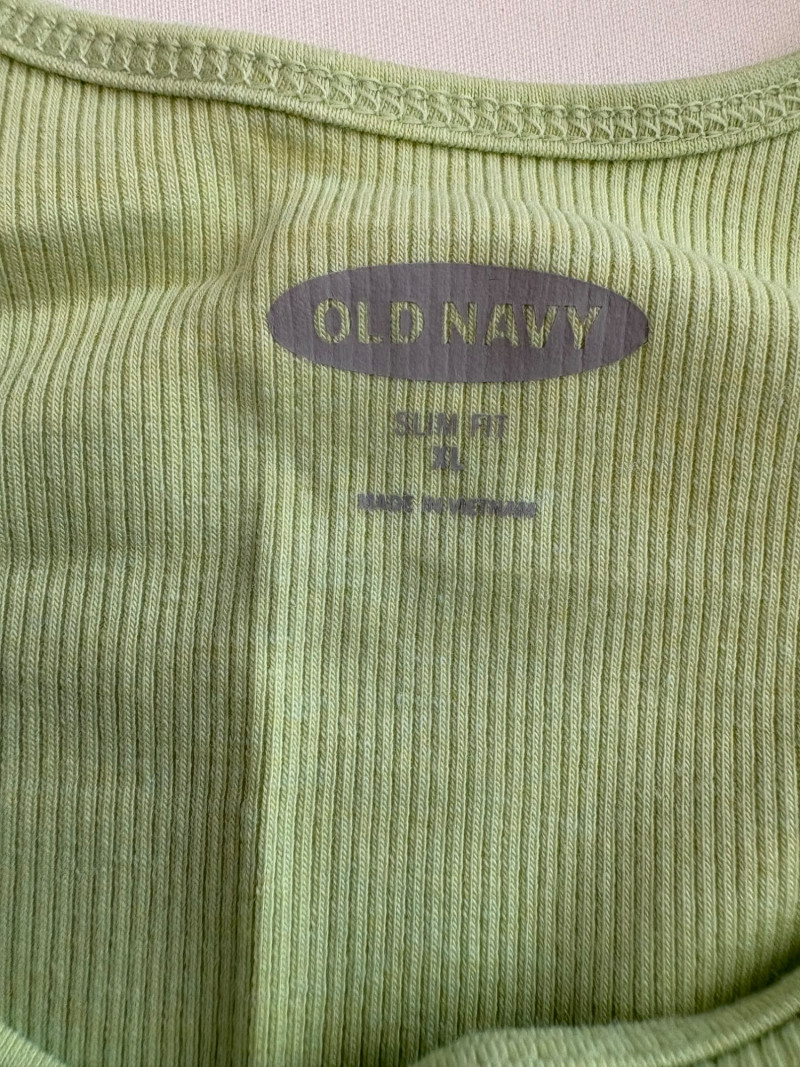 OLD NAVY
SLIM FIT
XL
MADE IN VIETNAM